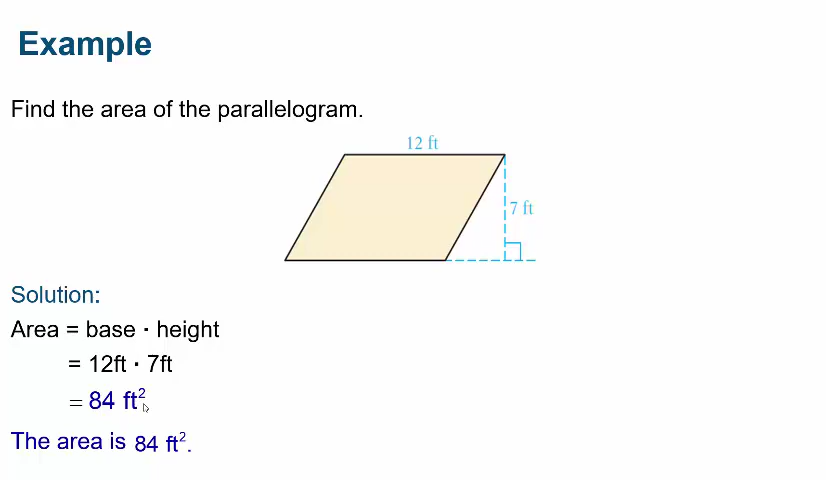 Example
Find the area of the parallelogram.
12 ft
7 ft
Solution:
Area = base · height
= 12ft · 7ft
= 84 ft²
The area is 84 ft².